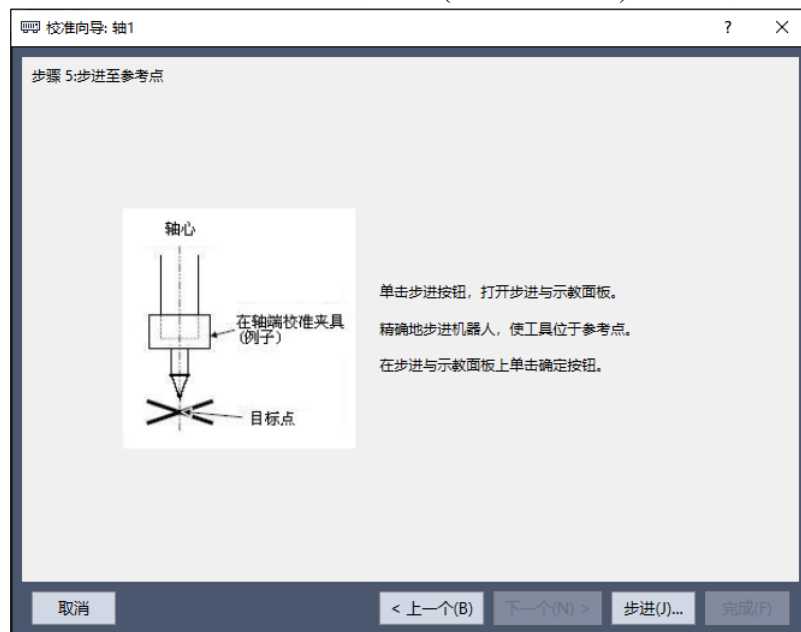 校准向导: 轴1
步骤 5:步进至参考点
轴心
在轴端校准夹具
(例子)
目标点
单击步进按钮，打开步进与示教面板。
精确地步进机器人，使工具位于参考点。
在步进与示教面板上单击确定按钮。
取消
< 上一个(B)
下一个(N) >
步进(J)...
完成(F)